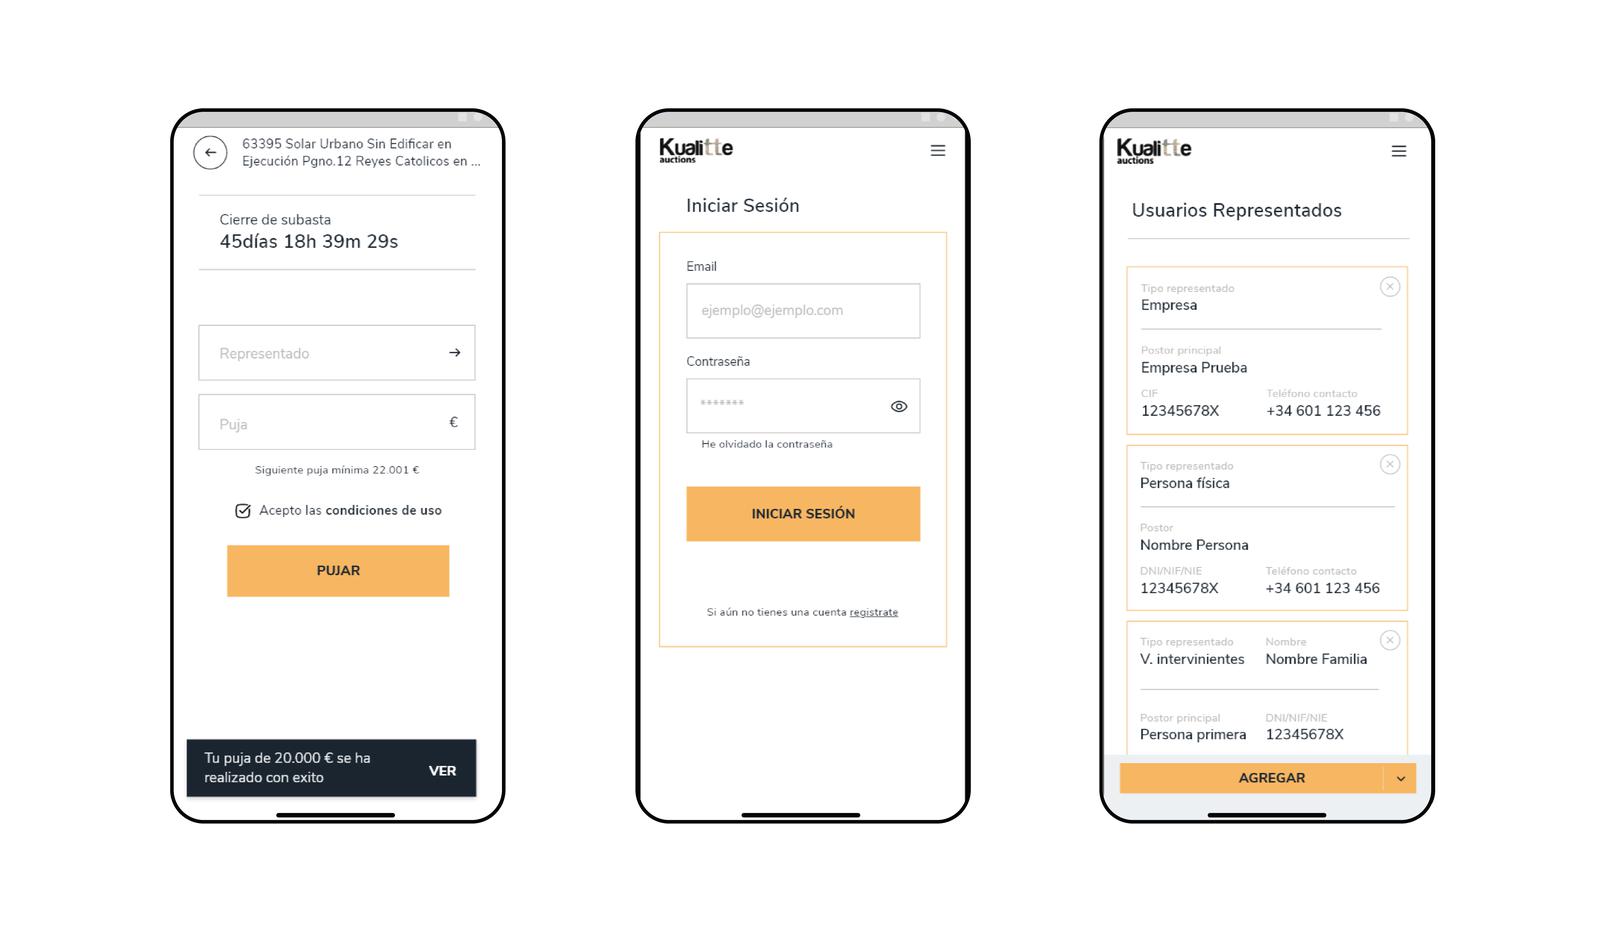 63395 Solar Urbano Sin Edificar en
Ejecución Pgno.12 Reyes Catolicos en ...
Cierre de subasta
45días 18h 39m 29s
Representado
Puja €
Siguiente puja mínima 22.001 €
Acepto las condiciones de uso
PUJAR
Tu puja de 20.000 € se ha
realizado con exito
VER
Kualitte
auctions
Iniciar Sesión
Email
ejemplo@ejemplo.com
Contraseña
*******
He olvidado la contraseña
INICIAR SESIÓN
Si aún no tienes una cuenta registrate
Kualitte
auctions
Usuarios Representados
Tipo representado
Empresa
Postor principal
Empresa Prueba
CIF Teléfono contacto
12345678X +34 601 123 456
Tipo representado
Persona física
Postor
Nombre Persona
DNI/NIF/NIE Teléfono contacto
12345678X +34 601 123 456
Tipo representado Nombre
V. intervinientes Nombre Familia
Postor principal DNI/NIF/NIE
Persona primera 12345678X
AGREGAR